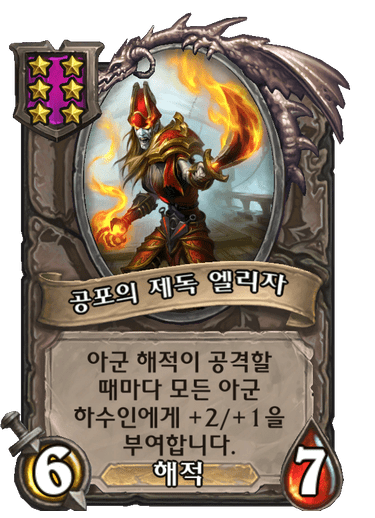 공포의 제독 엘리자
아군 해적이 공격할
때마다 모든 아군
하수인에게 +2/+1을
부여합니다.
해적
6
7